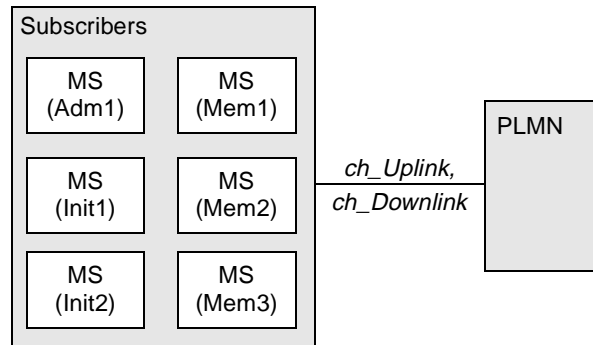 Subscribers
MS
(Adm1)
MS
(Mem1)
PLMN
ch_Uplink,
ch_Downlink
MS
(Init1)
MS
(Mem2)
MS
(Init2)
MS
(Mem3)